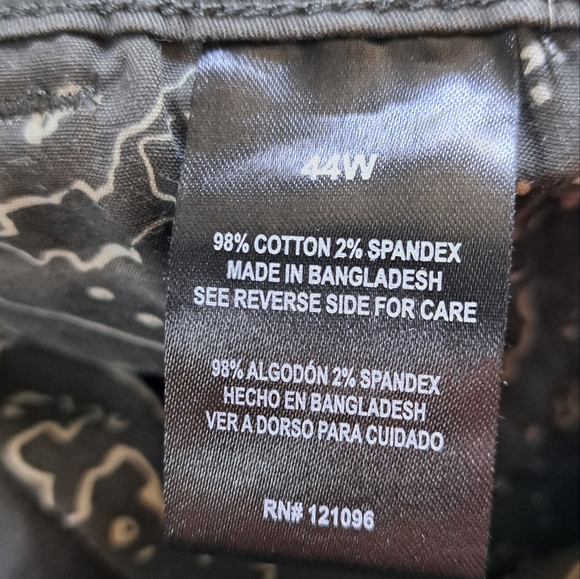 44W
98% COTTON 2% SPANDEX
MADE IN BANGLADESH
SEE REVERSE SIDE FOR CARE
98% ALGODÓN 2% SPANDEX
HECHO EN BANGLADESH
VER A DORSO PARA CUIDADO
RN# 121096